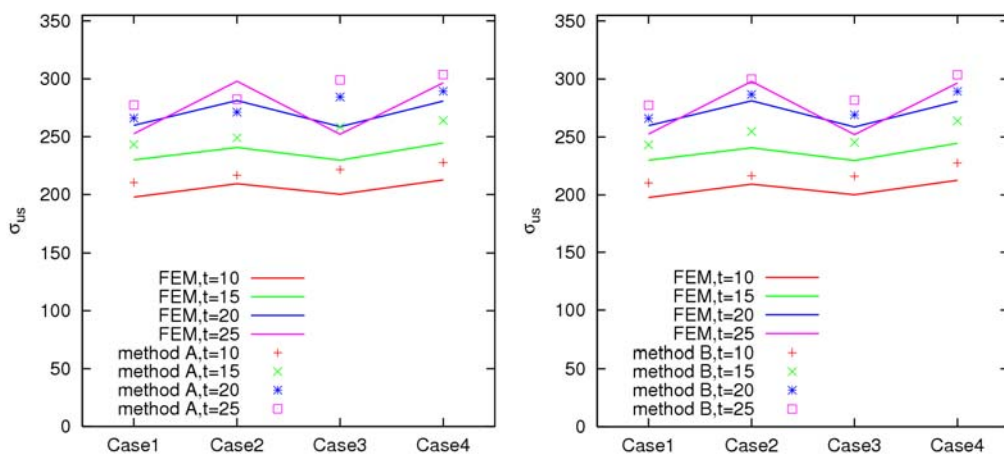 350
300
250
200
150
100
50
0
σus
FEM,t=10
FEM,t=15
FEM,t=20
FEM,t=25
method A,t=10
method A,t=15
method A,t=20
method A,t=25
Case1 Case2 Case3 Case4
350
300
250
200
150
100
50
0
σus
FEM,t=10
FEM,t=15
FEM,t=20
FEM,t=25
method B,t=10
method B,t=15
method B,t=20
method B,t=25
Case1 Case2 Case3 Case4